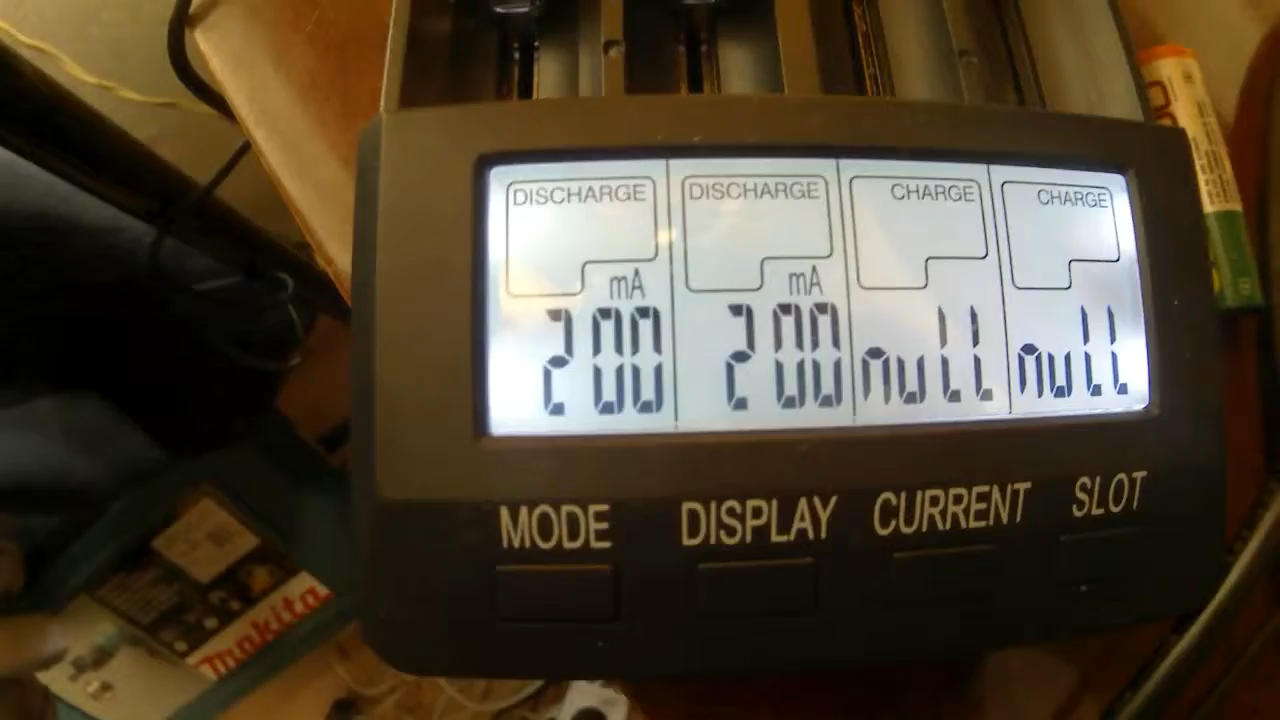 DISCHARGE DISCHARGE CHARGE CHARGE
mA mA
200 200 null null
MODE DISPLAY CURRENT SLOT
makita